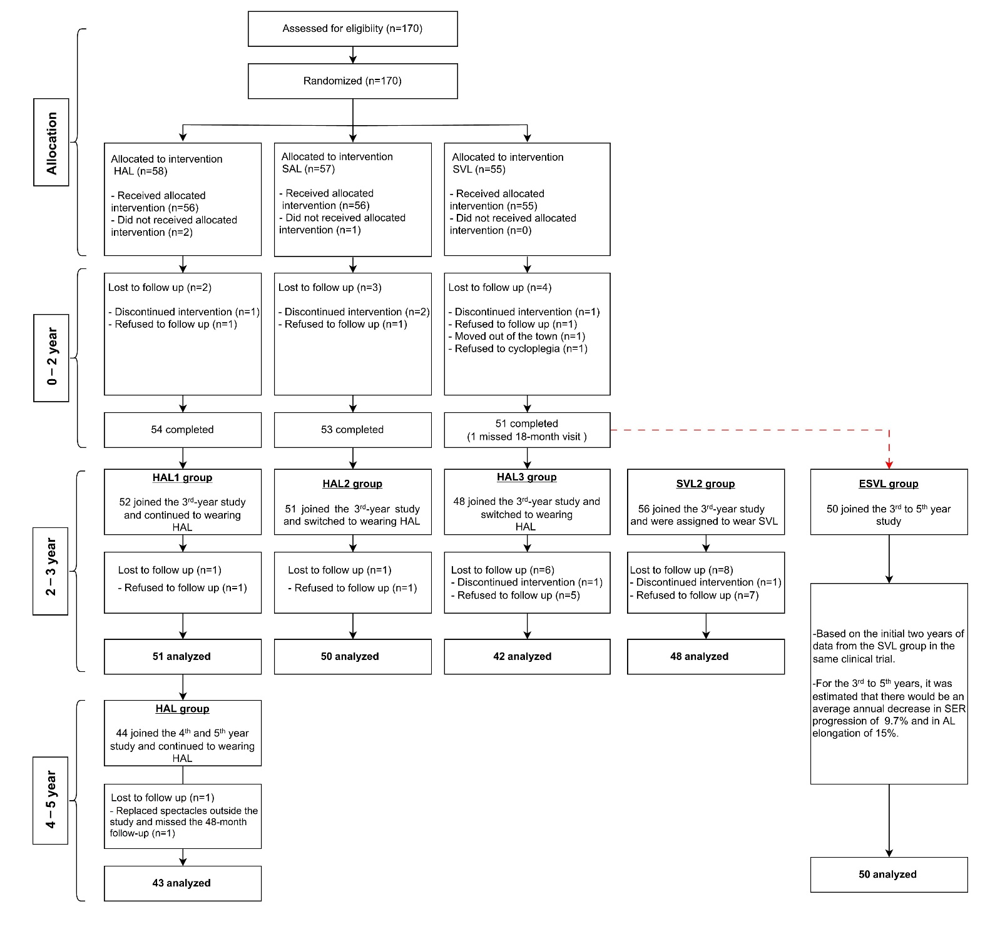 Assessed for eligibiity (n=170)
Randomized (n=170)
Allocation
Allocated to intervention
HAL (n=58)
- Received allocated
intervention (n=56)
- Did not received allocated
intervention (n=2)
Allocated to intervention
SAL (n=57)
- Received allocated
intervention (n=56)
- Did not received allocated
intervention (n=1)
Allocated to intervention
SVL (n=55)
- Received allocated
intervention (n=55)
- Did not received allocated
intervention (n=0)
0–2 year
Lost to follow up (n=2)
- Discontinued intervention (n=1)
- Refused to follow up (n=1)
Lost to follow up (n=3)
- Discontinued intervention (n=2)
- Refused to follow up (n=1)
Lost to follow up (n=4)
- Discontinued intervention (n=1)
- Refused to follow up (n=1)
- Moved out of the town (n=1)
- Refused to cycloplegia (n=1)
54 completed
53 completed
51 completed
(1 missed 18-month visit )
2–3 year
HAL1 group
52 joined the 3rd-year study
and continued to wearing
HAL
HAL2 group
51 joined the 3rd-year study
and switched to wearing HAL
HAL3 group
48 joined the 3rd-year study and
switched to wearing
HAL
SVL2 group
56 joined the 3rd-year study
and were assigned to wear SVL
ESVL group
50 joined the 3rd to 5th year
study
Lost to follow up (n=1)
- Refused to follow up (n=1)
Lost to follow up (n=1)
- Refused to follow up (n=1)
Lost to follow up (n=6)
- Discontinued intervention (n=1)
- Refused to follow up (n=5)
Lost to follow up (n=8)
- Discontinued intervention (n=1)
- Refused to follow up (n=7)
-Based on the initial two years of
data from the SVL group in the
same clinical trial.
-For the 3rd to 5th years, it was
estimated that there would be an
average annual decrease in SER
progression of 9.7% and in AL
elongation of 15%.
51 analyzed
50 analyzed
42 analyzed
48 analyzed
4–5 year
HAL group
44 joined the 4th and 5th year
study and continued to wearing
HAL
Lost to follow up (n=1)
- Replaced spectacles outside the
study and missed the 48-month
follow-up (n=1)
43 analyzed
50 analyzed